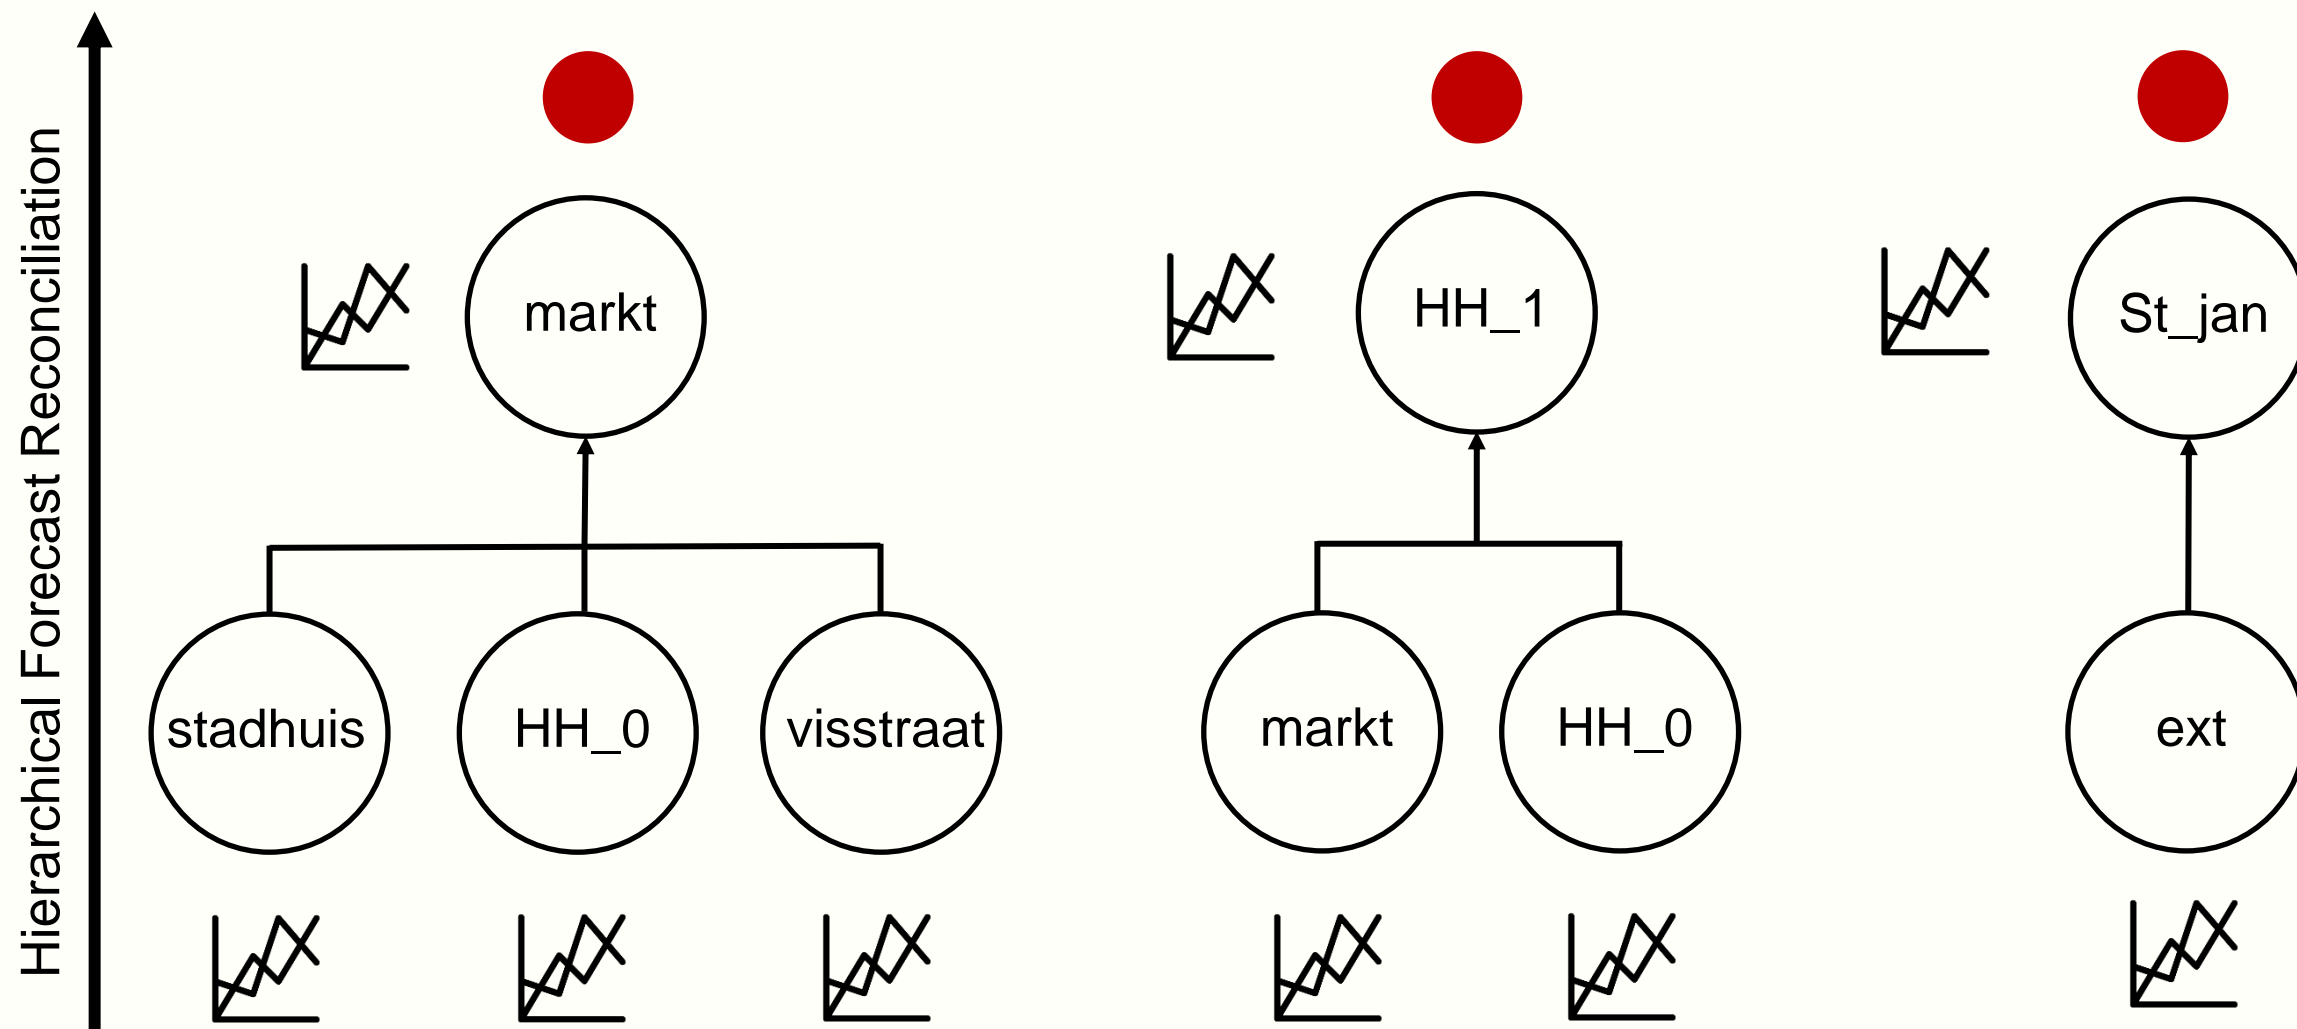 Hierarchical Forecast Reconciliation
markt
HH_1
St_jan
stadhuis
HH_0
visstraat
markt
HH_0
ext